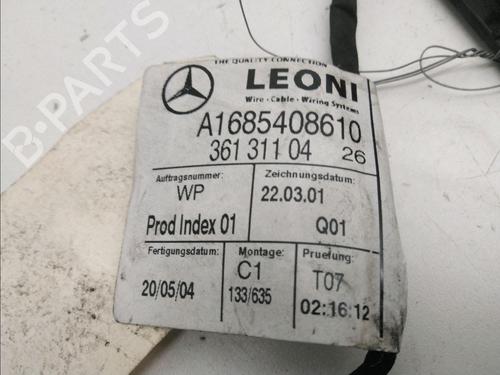 THE QUALITY CONNECTION
LEONI
Wire · Cable · Wiring Systems
A1685408610
361 311 04 26
Auftragsnummer:
WP
Zeichnungsdatum:
22.03.01
Prod Index 01
Q01
Fertigungsdatum:
20/05/04
Montage:
C1
133/635
Pruefung:
T07
02:16:12
B-PARTS